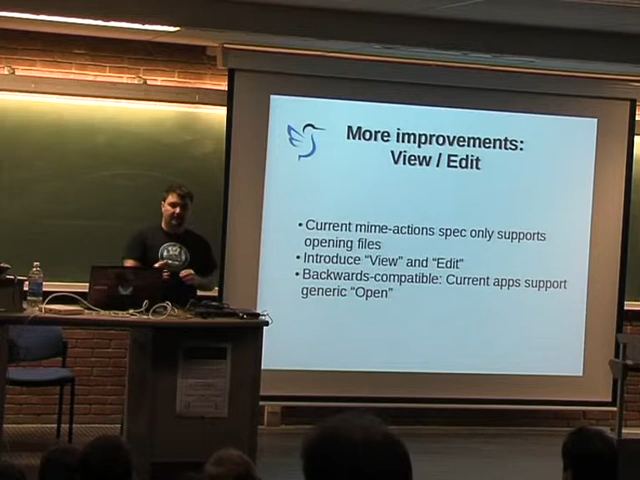 More improvements:
View / Edit
• Current mime-actions spec only supports
opening files
• Introduce “View” and “Edit”
• Backwards-compatible: Current apps support
generic “Open”